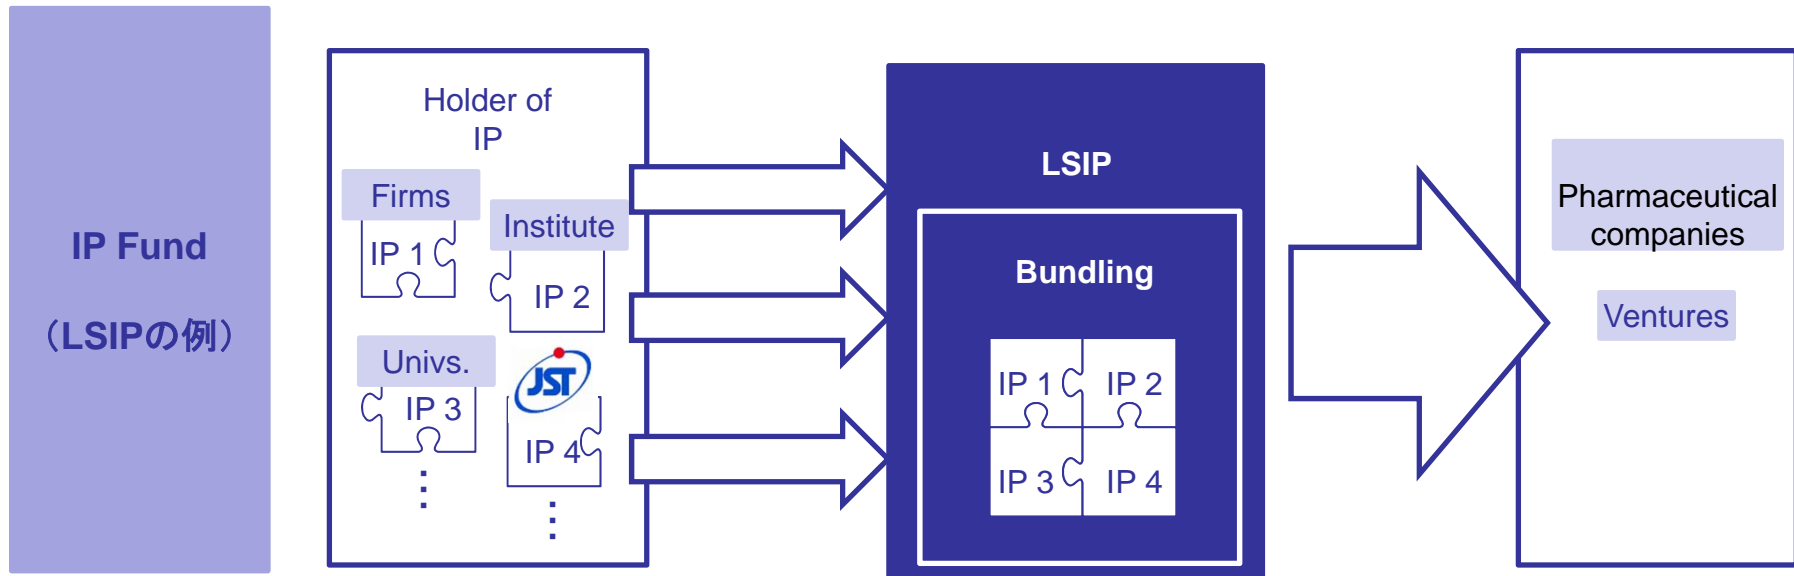 IP Fund
（LSIPの例）
Holder of
IP
Firms
IP 1
Institute
IP 2
Univs.
IP 3
JST
IP 4
⋮
⋮
LSIP
Bundling
IP 1
IP 2
IP 3
IP 4
Pharmaceutical
companies
Ventures